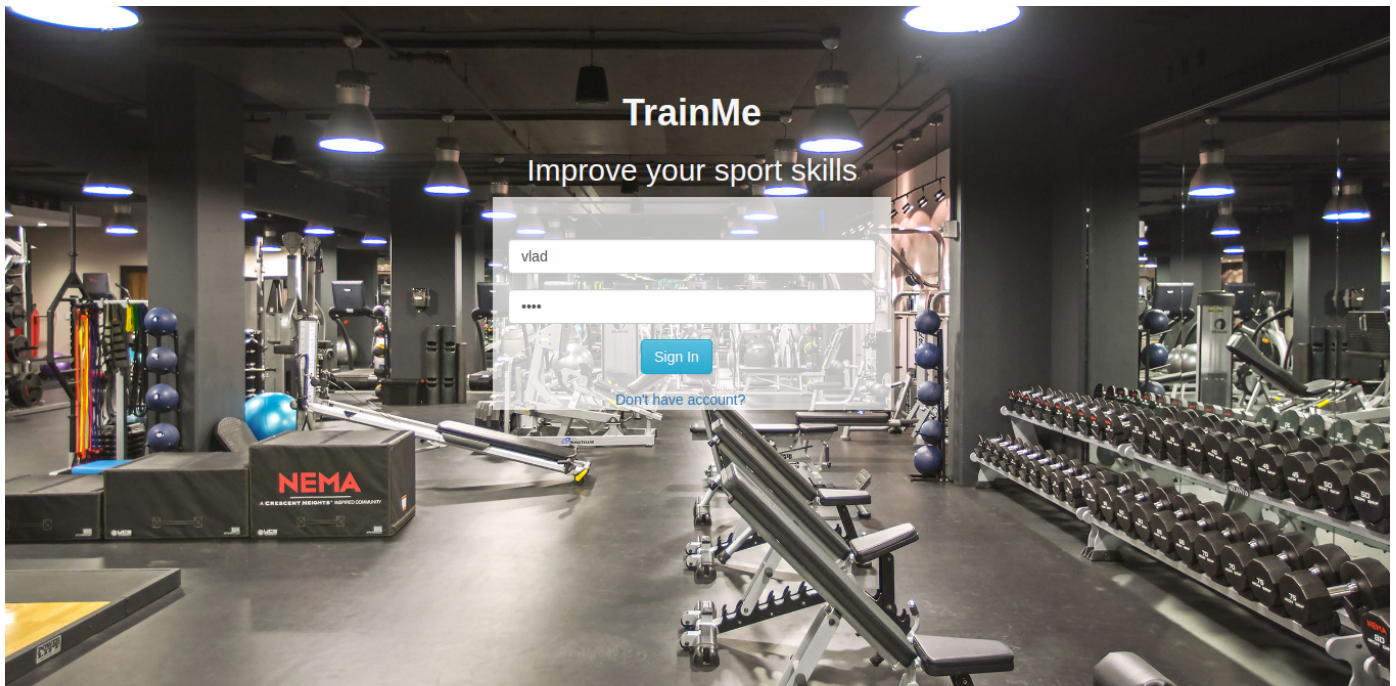 TrainMe
Improve your sport skills
vlad
••••
Sign In
Don't have account?
NEMA
A CRESCENT HEIGHTS® INSPIRED COMMUNITY